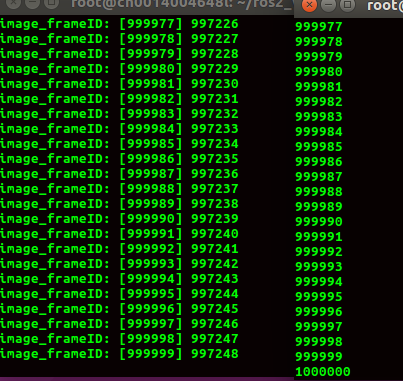 root@cn0014004648t: ~/ros2_
image_frameID: [999977] 997226
image_frameID: [999978] 997227
image_frameID: [999979] 997228
image_frameID: [999980] 997229
image_frameID: [999981] 997230
image_frameID: [999982] 997231
image_frameID: [999983] 997232
image_frameID: [999984] 997233
image_frameID: [999985] 997234
image_frameID: [999986] 997235
image_frameID: [999987] 997236
image_frameID: [999988] 997237
image_frameID: [999989] 997238
image_frameID: [999990] 997239
image_frameID: [999991] 997240
image_frameID: [999992] 997241
image_frameID: [999993] 997242
image_frameID: [999994] 997243
image_frameID: [999995] 997244
image_frameID: [999996] 997245
image_frameID: [999997] 997246
image_frameID: [999998] 997247
image_frameID: [999999] 997248
root@
999977
999978
999979
999980
999981
999982
999983
999984
999985
999986
999987
999988
999989
999990
999991
999992
999993
999994
999995
999996
999997
999998
999999
1000000